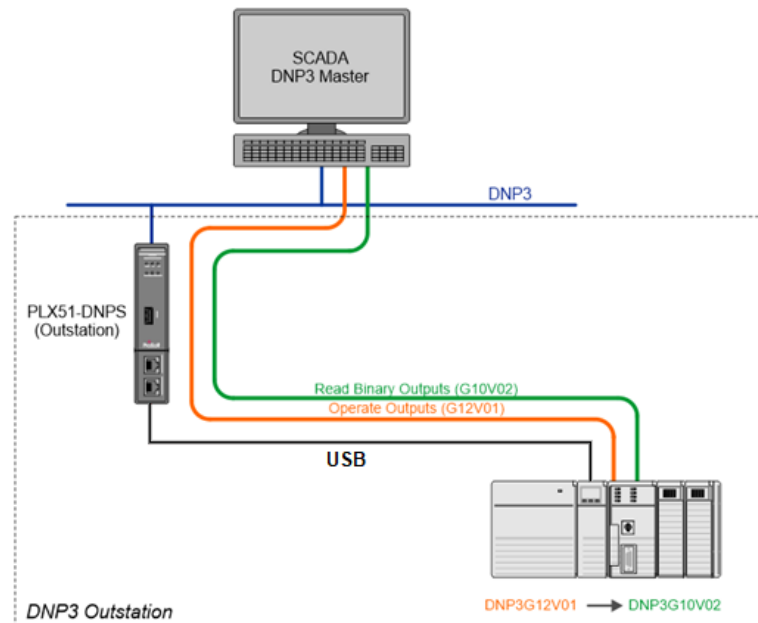 SCADA
DNP3 Master
DNP3
PLX51-DNPS
(Outstation)
Read Binary Outputs (G10V02)
Operate Outputs (G12V01)
USB
DNP3G12V01 → DNP3G10V02
DNP3 Outstation